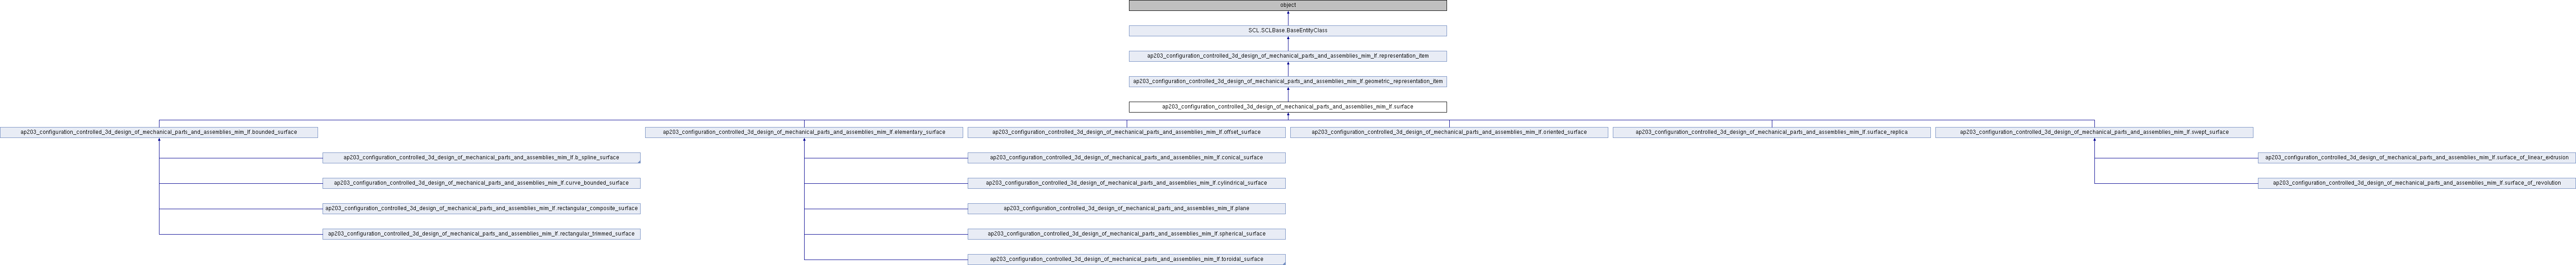 object
SCL.SCLBase.BaseEntityClass
ap203_configuration_controlled_3d_design_of_mechanical_parts_and_assemblies_mim_lf.representation_item
ap203_configuration_controlled_3d_design_of_mechanical_parts_and_assemblies_mim_lf.geometric_representation_item
ap203_configuration_controlled_3d_design_of_mechanical_parts_and_assemblies_mim_lf.surface
ap203_configuration_controlled_3d_design_of_mechanical_parts_and_assemblies_mim_lf.bounded_surface
ap203_configuration_controlled_3d_design_of_mechanical_parts_and_assemblies_mim_lf.elementary_surface
ap203_configuration_controlled_3d_design_of_mechanical_parts_and_assemblies_mim_lf.offset_surface
ap203_configuration_controlled_3d_design_of_mechanical_parts_and_assemblies_mim_lf.oriented_surface
ap203_configuration_controlled_3d_design_of_mechanical_parts_and_assemblies_mim_lf.surface_replica
ap203_configuration_controlled_3d_design_of_mechanical_parts_and_assemblies_mim_lf.swept_surface
ap203_configuration_controlled_3d_design_of_mechanical_parts_and_assemblies_mim_lf.b_spline_surface
ap203_configuration_controlled_3d_design_of_mechanical_parts_and_assemblies_mim_lf.conical_surface
ap203_configuration_controlled_3d_design_of_mechanical_parts_and_assemblies_mim_lf.surface_of_linear_extrusion
ap203_configuration_controlled_3d_design_of_mechanical_parts_and_assemblies_mim_lf.curve_bounded_surface
ap203_configuration_controlled_3d_design_of_mechanical_parts_and_assemblies_mim_lf.cylindrical_surface
ap203_configuration_controlled_3d_design_of_mechanical_parts_and_assemblies_mim_lf.surface_of_revolution
ap203_configuration_controlled_3d_design_of_mechanical_parts_and_assemblies_mim_lf.rectangular_composite_surface
ap203_configuration_controlled_3d_design_of_mechanical_parts_and_assemblies_mim_lf.plane
ap203_configuration_controlled_3d_design_of_mechanical_parts_and_assemblies_mim_lf.rectangular_trimmed_surface
ap203_configuration_controlled_3d_design_of_mechanical_parts_and_assemblies_mim_lf.spherical_surface
ap203_configuration_controlled_3d_design_of_mechanical_parts_and_assemblies_mim_lf.toroidal_surface